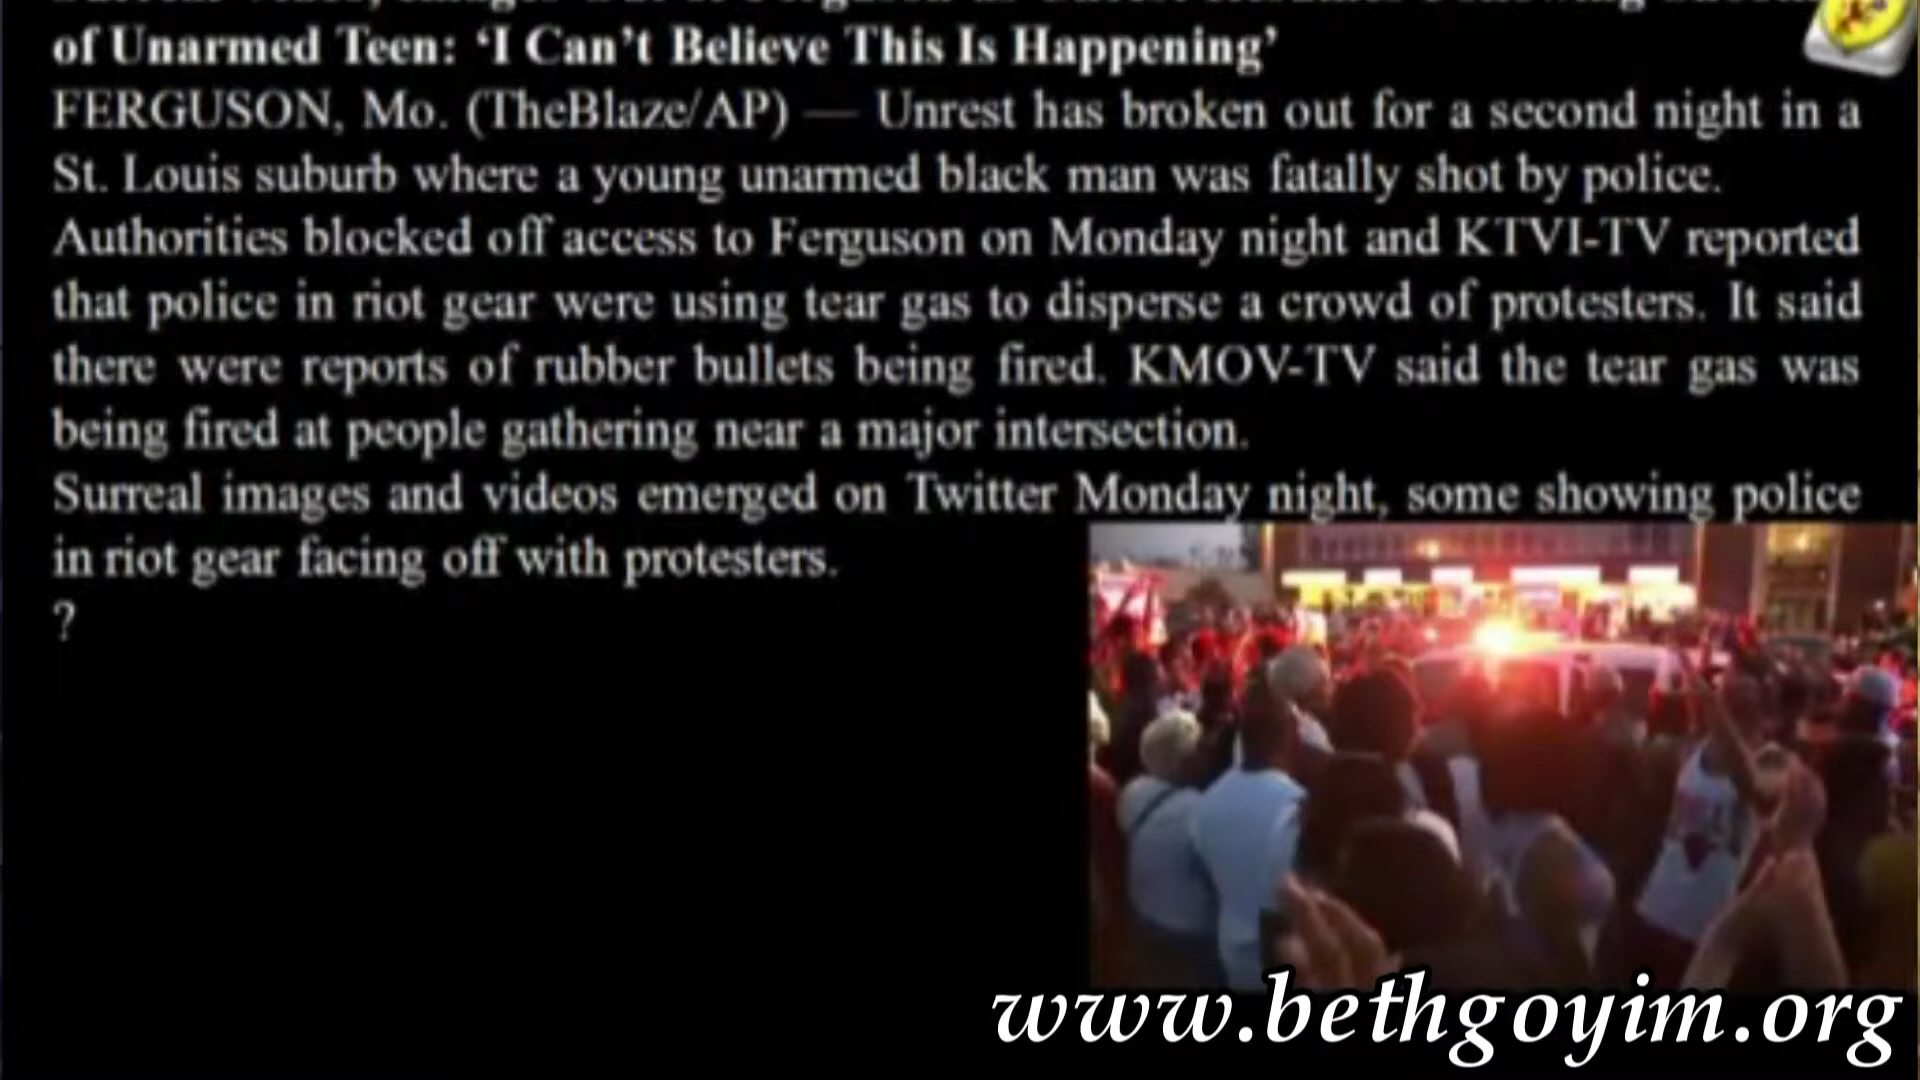 of Unarmed Teen: ‘I Can’t Believe This Is Happening’
FERGUSON, Mo. (TheBlaze/AP) — Unrest has broken out for a second night in a
St. Louis suburb where a young unarmed black man was fatally shot by police.
Authorities blocked off access to Ferguson on Monday night and KTVI-TV reported
that police in riot gear were using tear gas to disperse a crowd of protesters. It said
there were reports of rubber bullets being fired. KMOV-TV said the tear gas was
being fired at people gathering near a major intersection.
Surreal images and videos emerged on Twitter Monday night, some showing police
in riot gear facing off with protesters.
?
www.bethgoyim.org